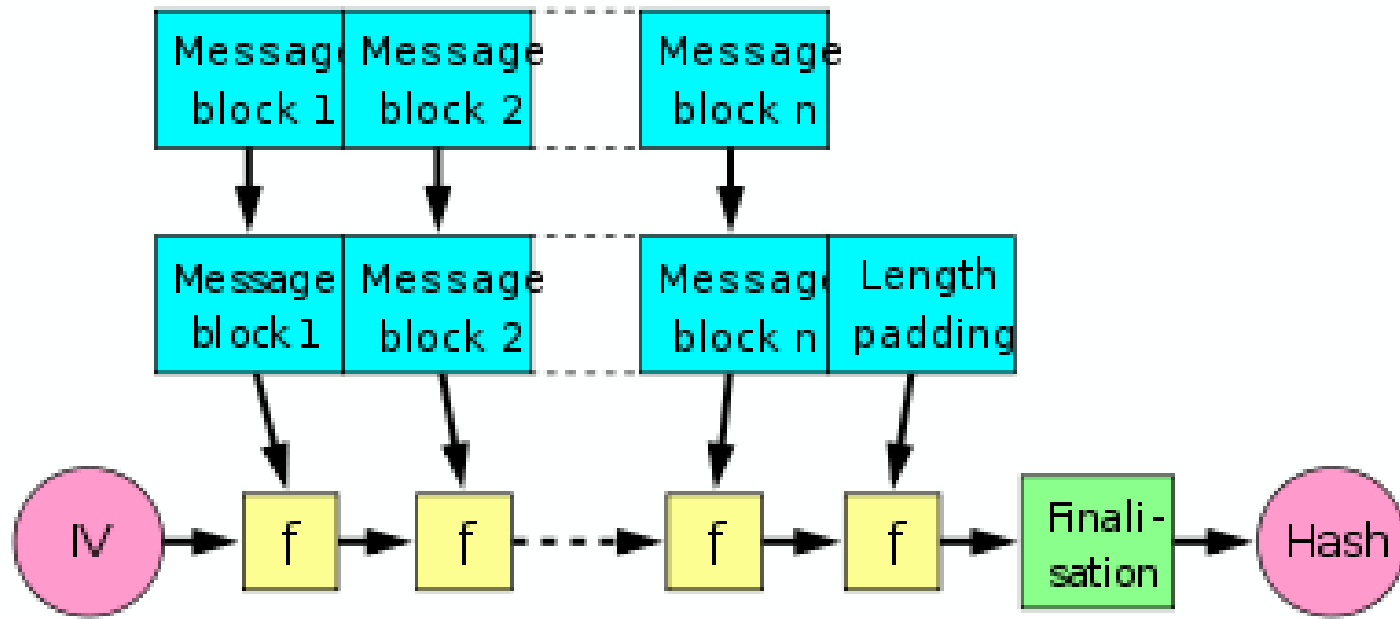 Message
block 1
Message
block 2
Message
block n
Message
block 1
Message
block 2
Message
block n
Length
padding
IV
f
f
f
f
Finali-
sation
Hash